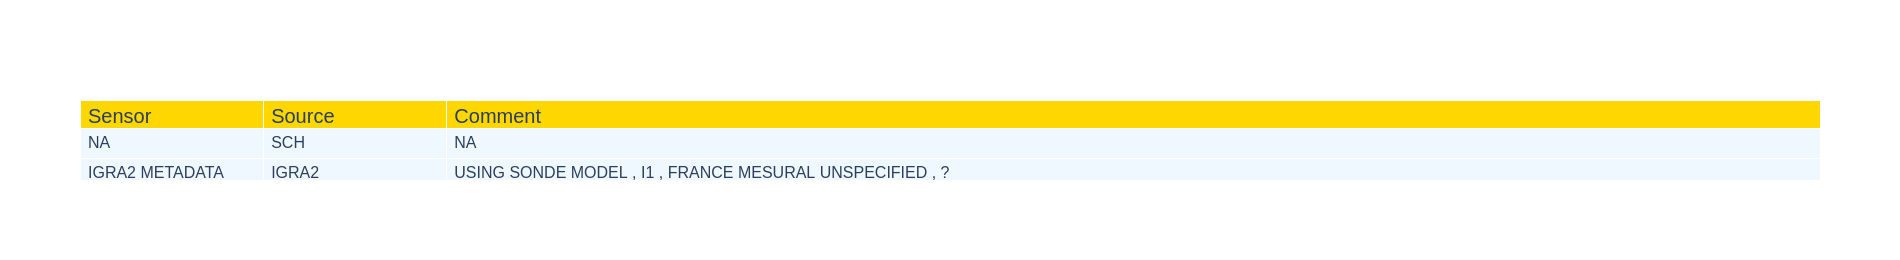 Sensor Source Comment
NA SCH NA
IGRA2 METADATA IGRA2 USING SONDE MODEL , I1 , FRANCE MESURAL UNSPECIFIED , ?